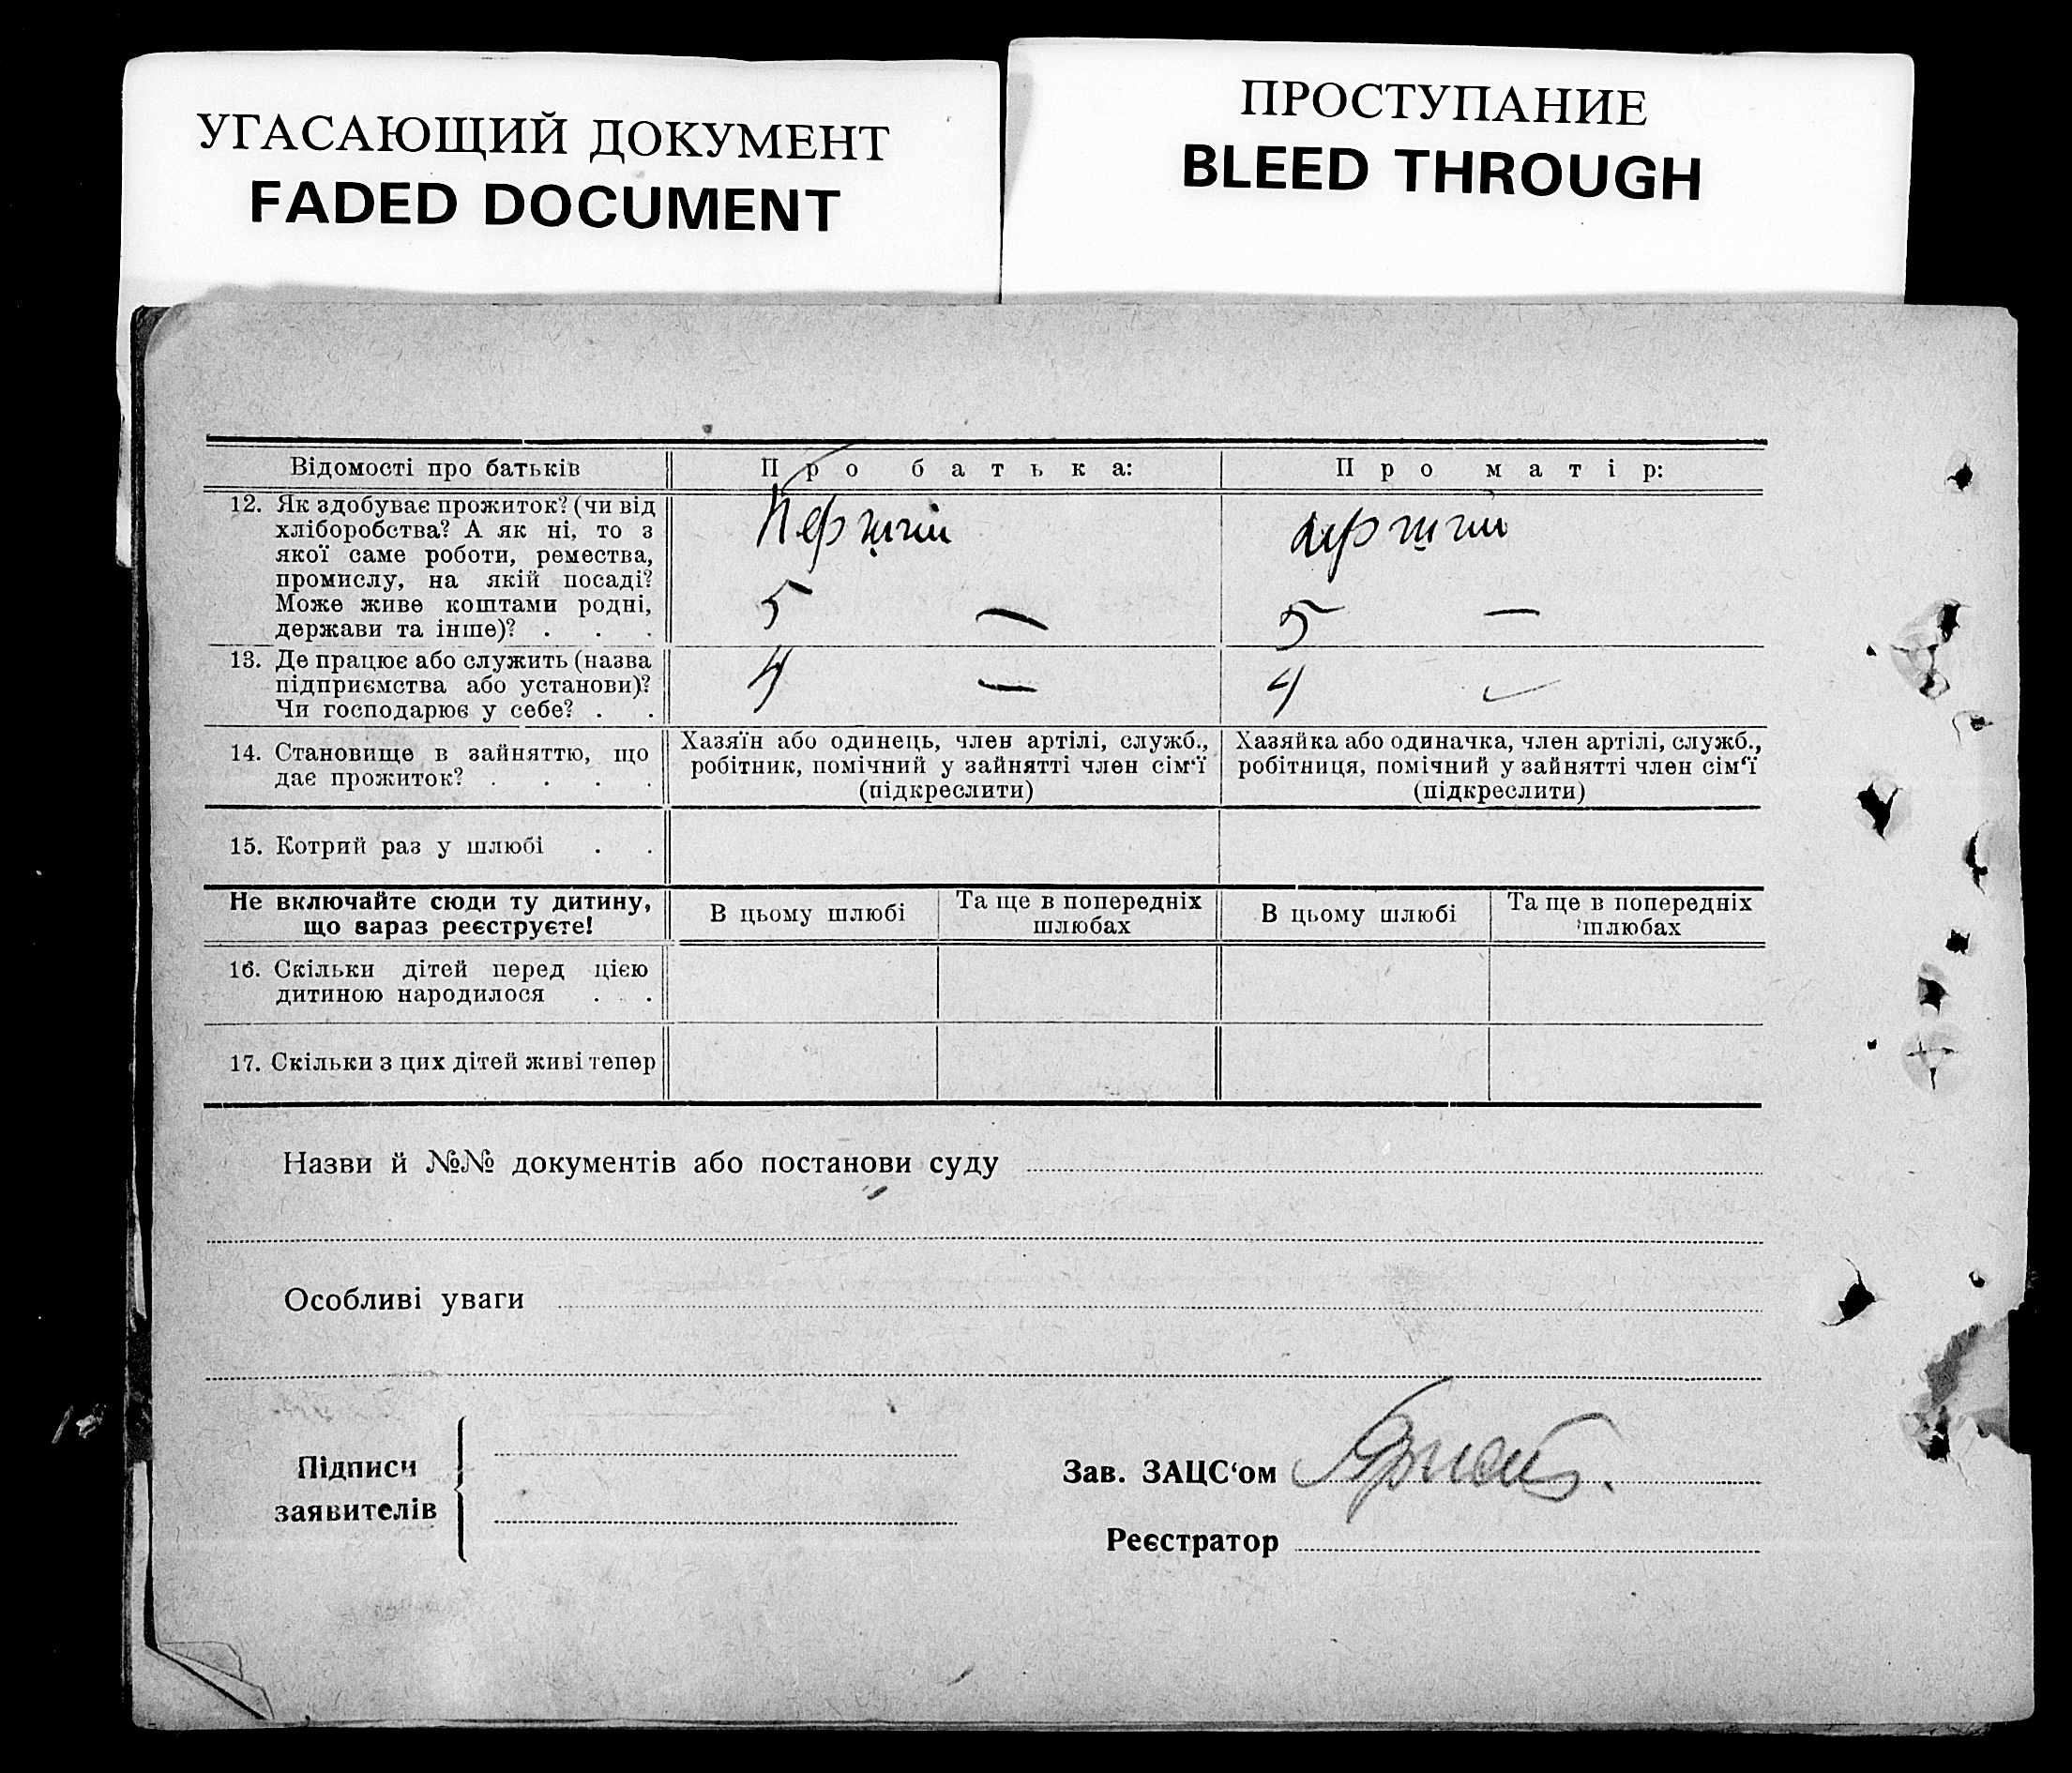 УГАСАЮЩИЙ ДОКУМЕНТ
FADED DOCUMENT
ПРОСТУПАНИЕ
BLEED THROUGH
Відомості про батьків
Про батька:
Про матір:
12. Як здобуває прожиток? (чи від
хліборобства? А як ні, то з
якої саме роботи, ремества,
промислу, на якій посаді?
Може живе коштами родні,
держави та інше)? . . .
5 —
5 —
13. Де працює або служить (назва
підприємства або установи)?
Чи господарює у себе? . .
4 —
4
14. Становище в зайняттю, що
дає прожиток? . . . .
Хазяїн або одинець, член артілі, служб.,
робітник, помічний у зайнятті член сім‘ї
(підкреслити)
Хазяйка або одиначка, член артілі, служб.,
робітниця, помічний у зайнятті член сім‘ї
(підкреслити)
15. Котрий раз у шлюбі . .
Не включайте сюди ту дитину,
що зараз реєструєте!
В цьому шлюбі
Та ще в попередніх
шлюбах
В цьому шлюбі
Та ще в попередніх
шлюбах
16. Скільки дітей перед цією
дитиною народилося . . .
17. Скільки з цих дітей живі тепер
Назви й №№ документів або постанови суду
Особливі уваги
Підписи
заявителів
Зав. ЗАЦС‘ом
Реєстратор